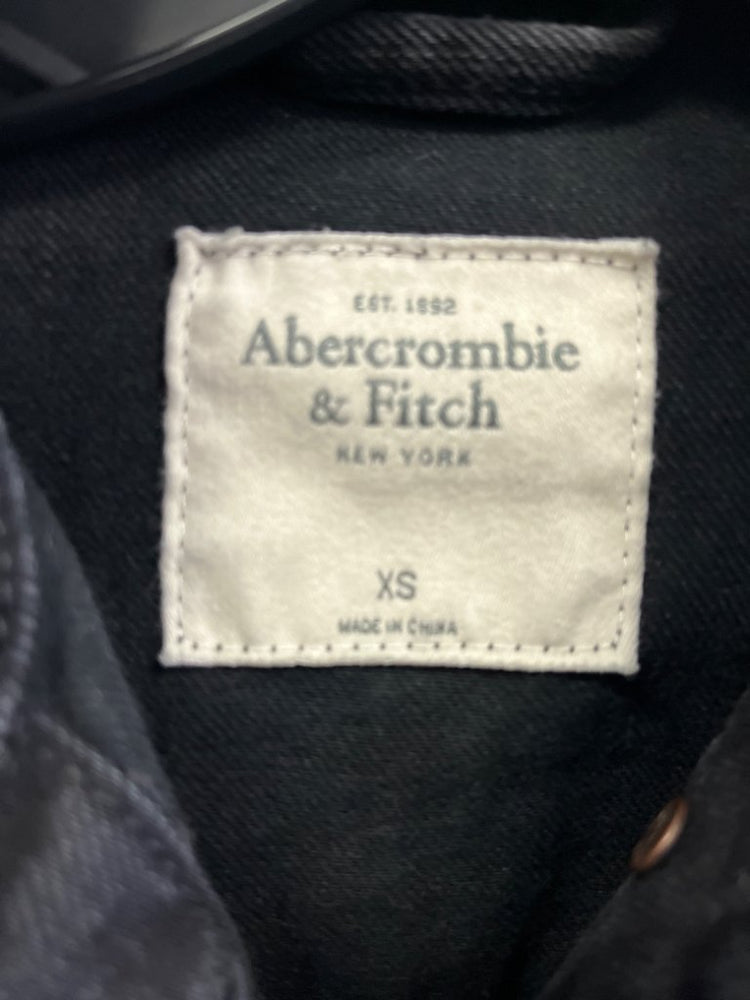 EST. 1892
Abercrombie
& Fitch
NEW YORK
XS
MADE IN CHINA